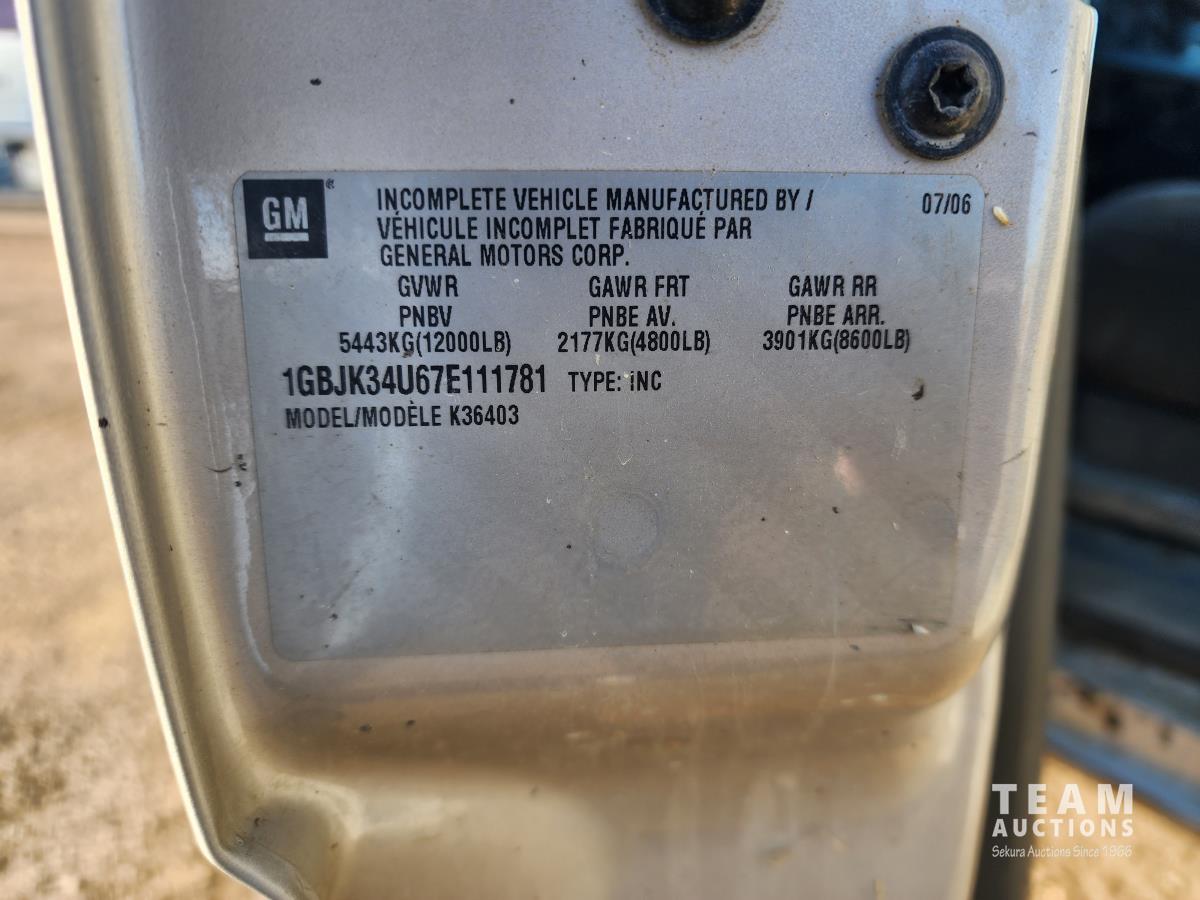 GM
INCOMPLETE VEHICLE MANUFACTURED BY / 07/06
VÉHICULE INCOMPLET FABRIQUÉ PAR
GENERAL MOTORS CORP.
GVWR GAWR FRT GAWR RR
PNBV PNBE AV. PNBE ARR.
5443KG(12000LB) 2177KG(4800LB) 3901KG(8600LB)
1GBJK34U67E111781 TYPE: INC
MODEL/MODÈLE K36403
TEAM
AUCTIONS
Sekura Auctions Since 1966